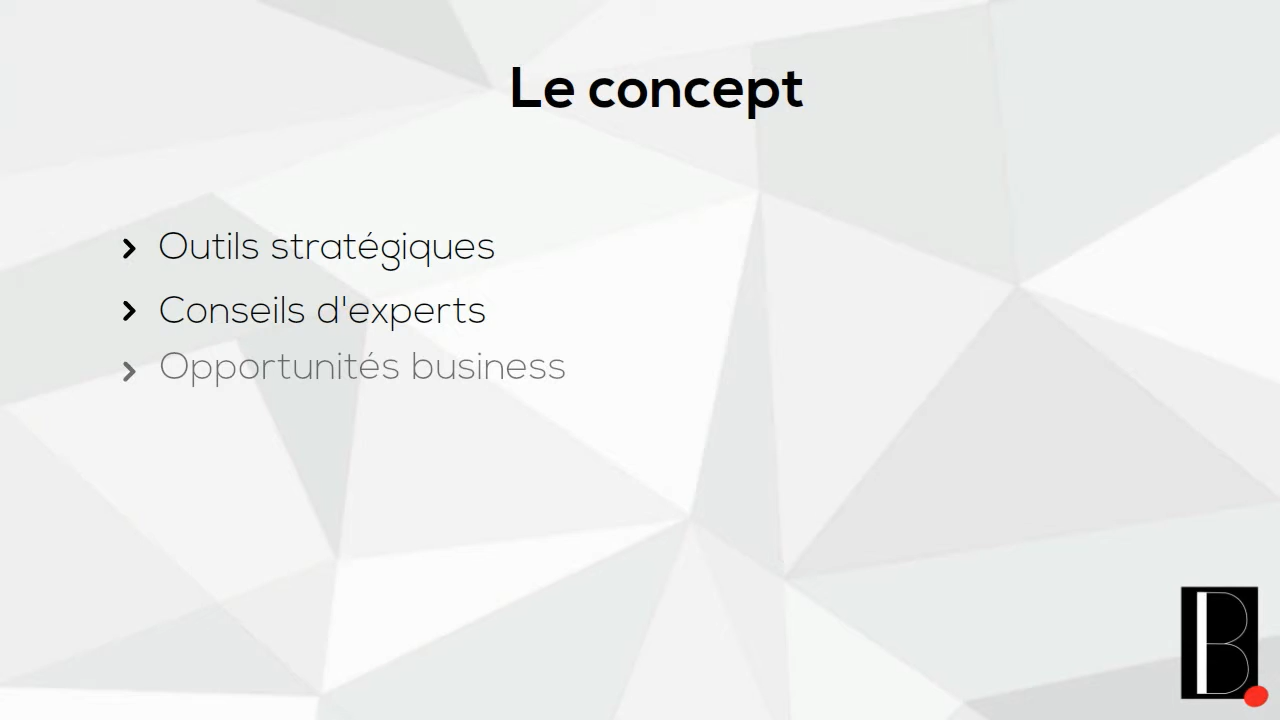 Le concept
Outils stratégiques
Conseils d'experts
Opportunités business
B